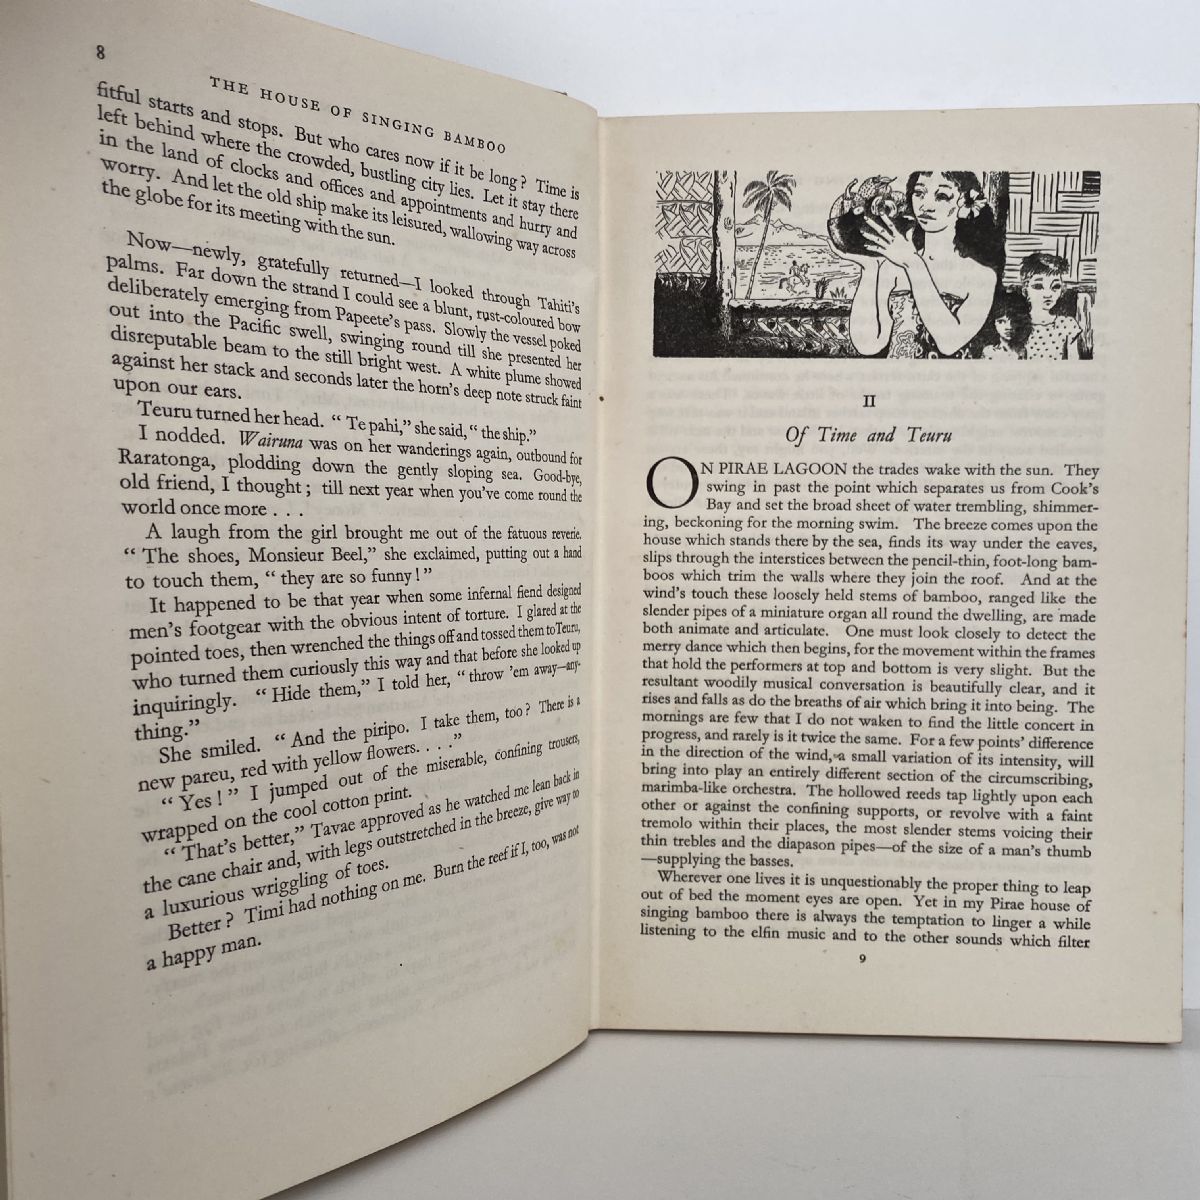 8
THE HOUSE OF SINGING BAMBOO
fitful starts and stops. But who cares now if it be long? Time is
left behind where the crowded, bustling city lies. Let it stay there
in the land of clocks and offices and appointments and hurry and
worry. And let the old ship make its leisured, wallowing way across
the globe for its meeting with the sun.
Now—newly, gratefully returned—I looked through Tahiti's
palms. Far down the strand I could see a blunt, rust-coloured bow
deliberately emerging from Papeete's pass. Slowly the vessel poked
out into the Pacific swell, swinging round till she presented her
disreputable beam to the still bright west. A white plume showed
against her stack and seconds later the horn's deep note struck faint
upon our ears.
Teuru turned her head. “ Te pahi,” she said, “ the ship.”
I nodded. Wairuna was on her wanderings again, outbound for
Raratonga, plodding down the gently sloping sea. Good-bye,
old friend, I thought ; till next year when you've come round the
world once more . . .
A laugh from the girl brought me out of the fatuous reverie.
“ The shoes, Monsieur Beel,” she exclaimed, putting out a hand
to touch them, “ they are so funny ! ”
It happened to be that year when some infernal fiend designed
men's footgear with the obvious intent of torture. I glared at the
pointed toes, then wrenched the things off and tossed them to Teuru,
who turned them curiously this way and that before she looked up
inquiringly. “ Hide them,” I told her, “ throw 'em away—any-
thing.”
She smiled. “ And the piripo. I take them, too ? There is a
new pareu, red with yellow flowers. . . .”
“ Yes ! ” I jumped out of the miserable, confining trousers,
wrapped on the cool cotton print.
“ That's better,” Tavae approved as he watched me lean back in
the cane chair and, with legs outstretched in the breeze, give way to
a luxurious wriggling of toes.
Better ? Timi had nothing on me. Burn the reef if I, too, was not
a happy man.
II
Of Time and Teuru
ON PIRAE LAGOON the trades wake with the sun. They
swing in past the point which separates us from Cook's
Bay and set the broad sheet of water trembling, shimmer-
ing, beckoning for the morning swim. The breeze comes upon the
house which stands there by the sea, finds its way under the eaves,
slips through the interstices between the pencil-thin, foot-long bam-
boos which trim the walls where they join the roof. And at the
wind's touch these loosely held stems of bamboo, ranged like the
slender pipes of a miniature organ all round the dwelling, are made
both animate and articulate. One must look closely to detect the
merry dance which then begins, for the movement within the frames
that hold the performers at top and bottom is very slight. But the
resultant woodily musical conversation is beautifully clear, and it
rises and falls as do the breaths of air which bring it into being. The
mornings are few that I do not waken to find the little concert in
progress, and rarely is it twice the same. For a few points' difference
in the direction of the wind, a small variation of its intensity, will
bring into play an entirely different section of the circumscribing,
marimba-like orchestra. The hollowed reeds tap lightly upon each
other or against the confining supports, or revolve with a faint
tremolo within their places, the most slender stems voicing their
thin trebles and the diapason pipes—of the size of a man's thumb
—supplying the basses.
Wherever one lives it is unquestionably the proper thing to leap
out of bed the moment eyes are open. Yet in my Pirae house of
singing bamboo there is always the temptation to linger a while
listening to the elfin music and to the other sounds which filter
9